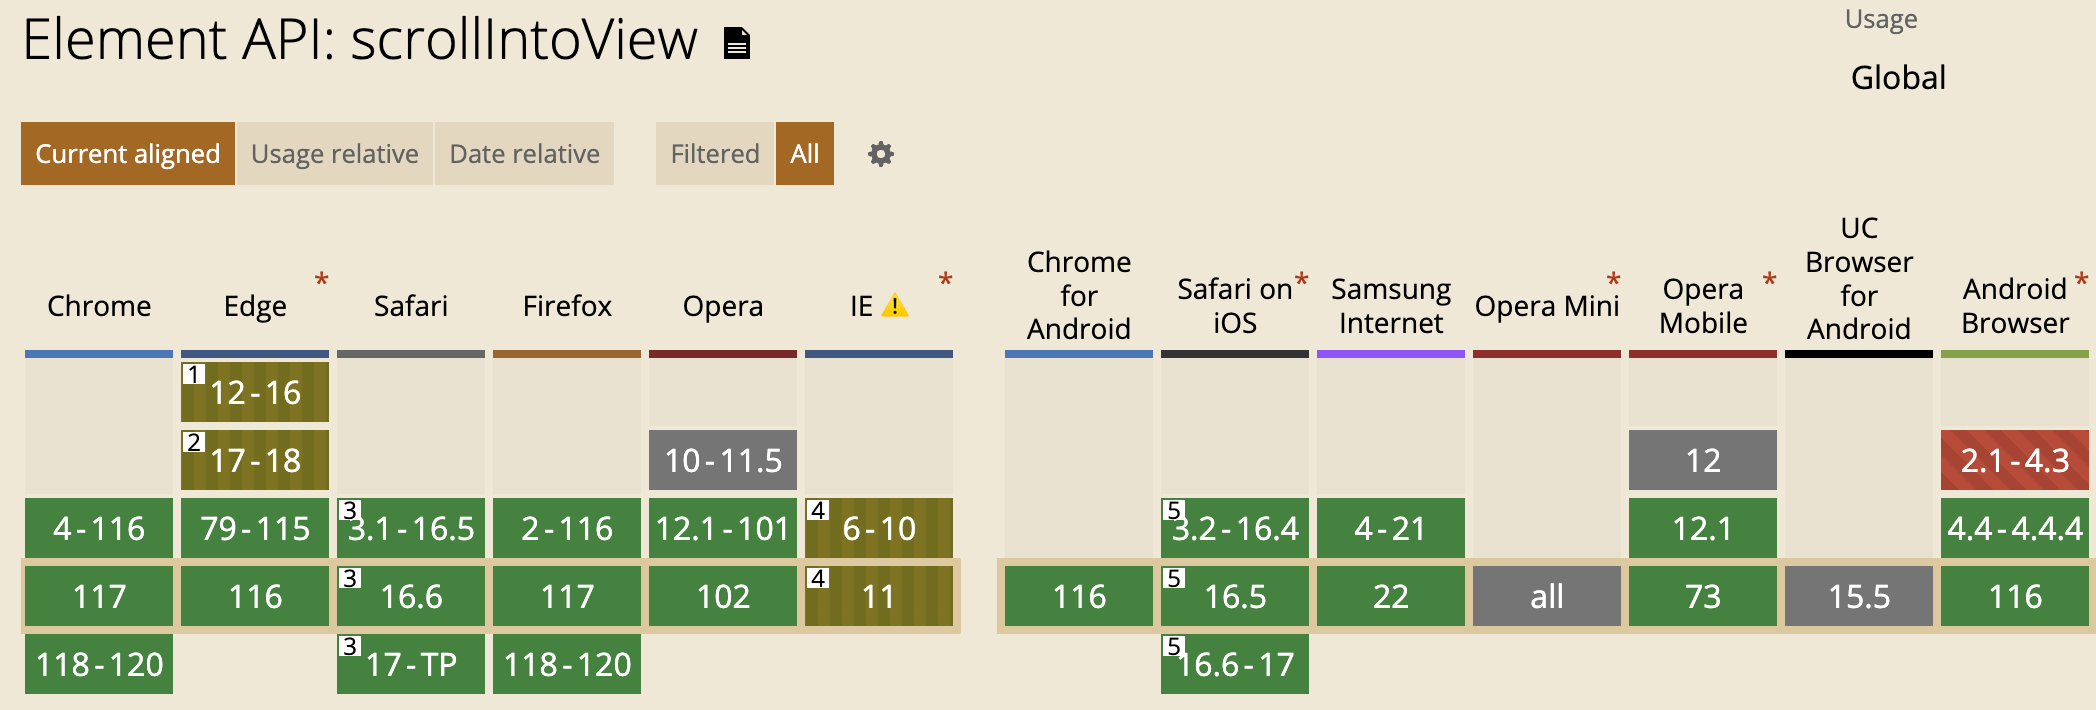 Element API: scrollIntoView
Usage
Global
Current aligned
Usage relative
Date relative
Filtered
All
Chrome
Edge *
Safari
Firefox
Opera
IE *
Chrome
for
Android
Safari on *
iOS
Samsung
Internet
Opera Mini *
Opera *
Mobile
UC
Browser
for
Android
Android *
Browser
1 12-16
2 17-18
10-11.5
12
2.1-4.3
4-116
79-115
3 3.1-16.5
2-116
12.1-101
4 6-10
5 3.2-16.4
4-21
12.1
4.4-4.4.4
117
116
3 16.6
117
102
4 11
116
5 16.5
22
all
73
15.5
116
118-120
3 17-TP
118-120
5 16.6-17